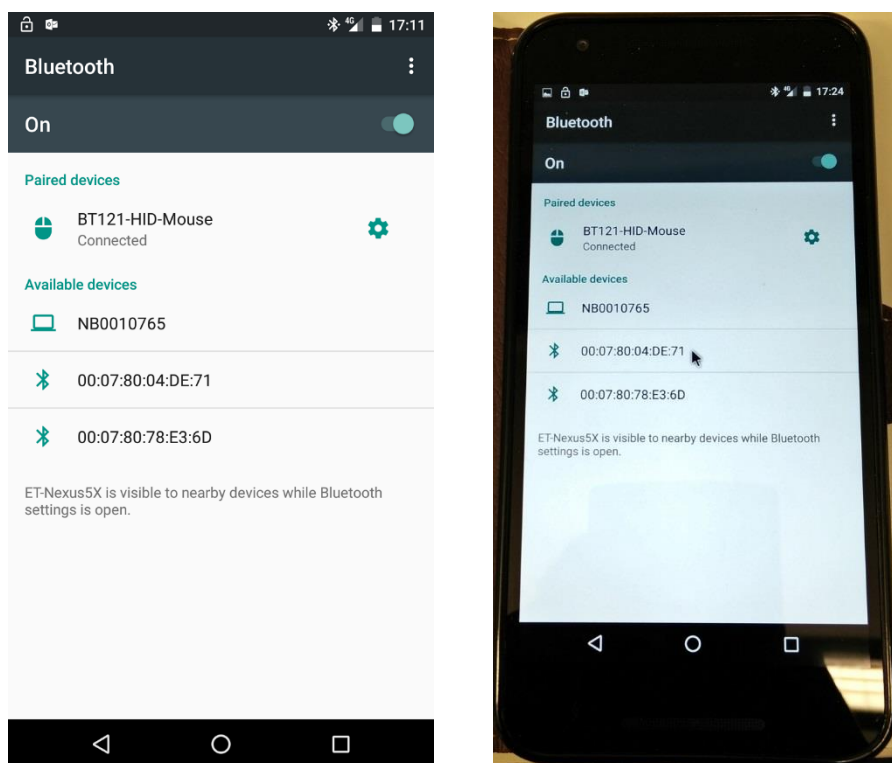 4G 17:11
Bluetooth
On
Paired devices
BT121-HID-Mouse
Connected
Available devices
NB0010765
00:07:80:04:DE:71
00:07:80:78:E3:6D
ET-Nexus5X is visible to nearby devices while Bluetooth
settings is open.
4G 17:24
Bluetooth
On
Paired devices
BT121-HID-Mouse
Connected
Available devices
NB0010765
00:07:80:04:DE:71
00:07:80:78:E3:6D
ET-Nexus5X is visible to nearby devices while Bluetooth
settings is open.